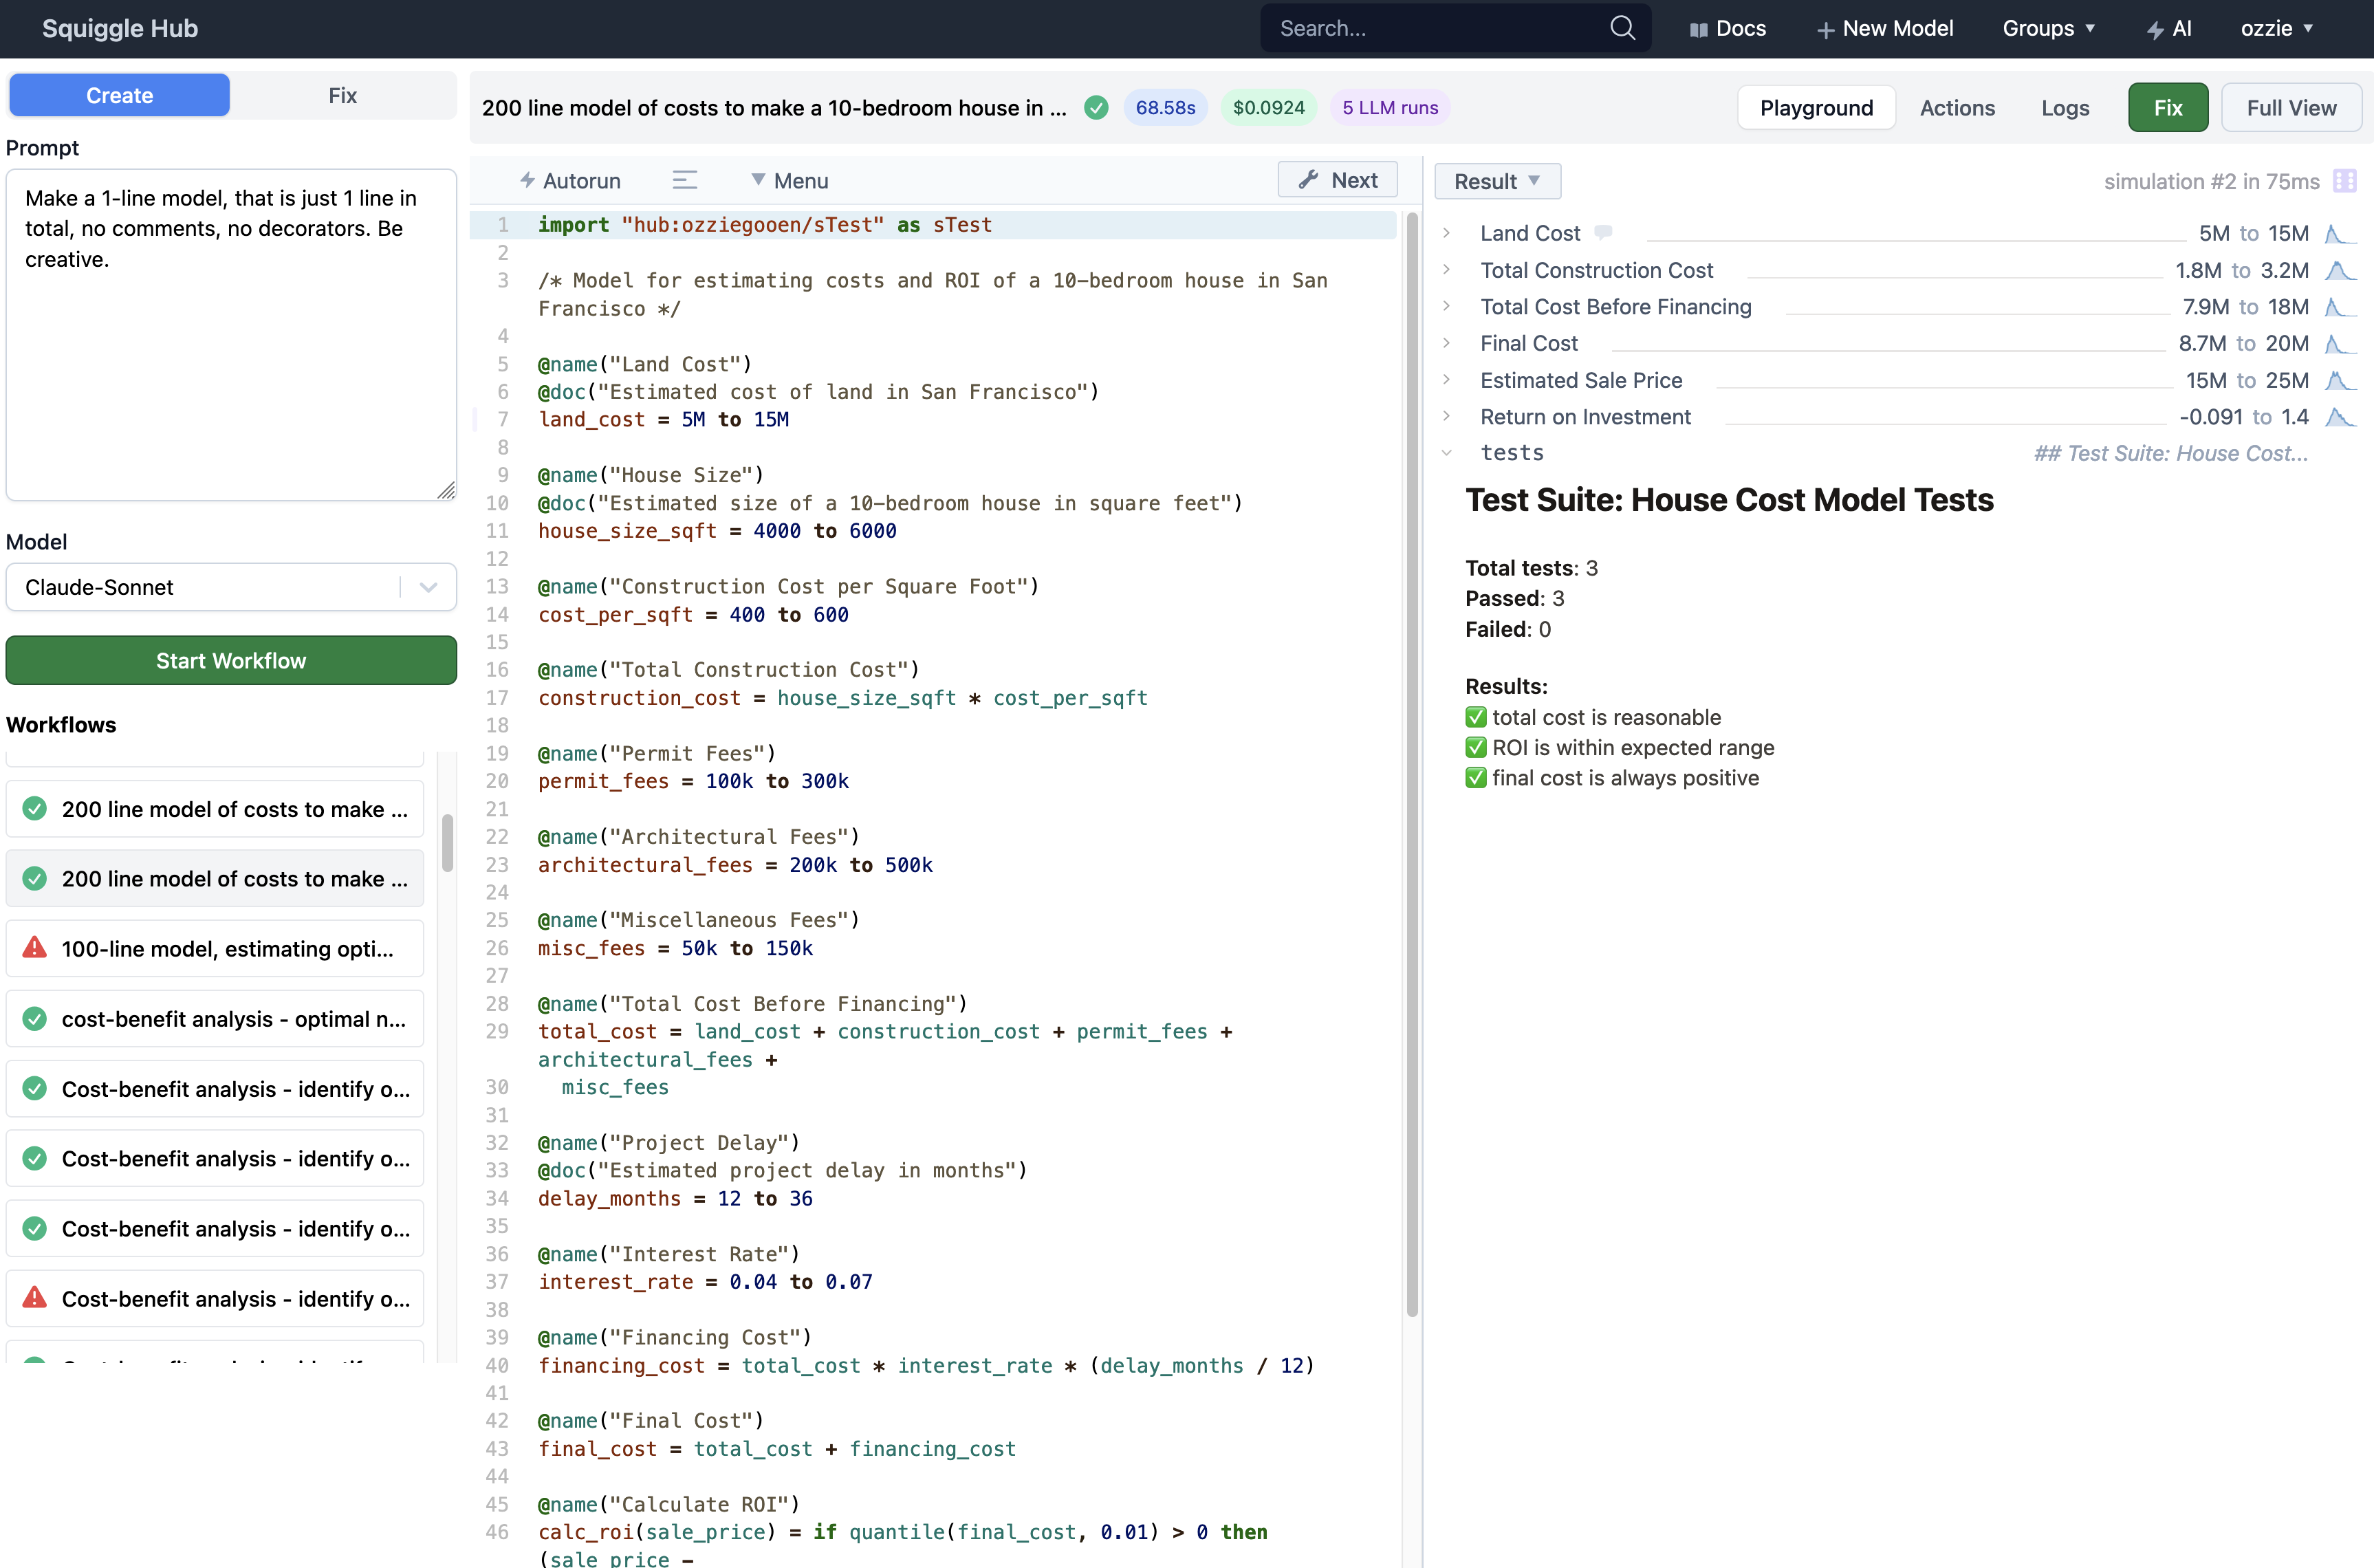 Squiggle Hub
Search...
Docs
New Model
Groups
AI
ozzie
Create
Fix
Prompt
Make a 1-line model, that is just 1 line in
total, no comments, no decorators. Be
creative.
Model
Claude-Sonnet
Start Workflow
Workflows
200 line model of costs to make ...
200 line model of costs to make ...
100-line model, estimating opti...
cost-benefit analysis - optimal n...
Cost-benefit analysis - identify o...
Cost-benefit analysis - identify o...
Cost-benefit analysis - identify o...
Cost-benefit analysis - identify o...
200 line model of costs to make a 10-bedroom house in ...
68.58s
$0.0924
5 LLM runs
Playground
Actions
Logs
Fix
Full View
Autorun
Menu
Next
1 import "hub:ozziegooen/sTest" as sTest
2
3 /* Model for estimating costs and ROI of a 10-bedroom house in San
Francisco */
4
5 @name("Land Cost")
6 @doc("Estimated cost of land in San Francisco")
7 land_cost = 5M to 15M
8
9 @name("House Size")
10 @doc("Estimated size of a 10-bedroom house in square feet")
11 house_size_sqft = 4000 to 6000
12
13 @name("Construction Cost per Square Foot")
14 cost_per_sqft = 400 to 600
15
16 @name("Total Construction Cost")
17 construction_cost = house_size_sqft * cost_per_sqft
18
19 @name("Permit Fees")
20 permit_fees = 100k to 300k
21
22 @name("Architectural Fees")
23 architectural_fees = 200k to 500k
24
25 @name("Miscellaneous Fees")
26 misc_fees = 50k to 150k
27
28 @name("Total Cost Before Financing")
29 total_cost = land_cost + construction_cost + permit_fees +
architectural_fees +
30 misc_fees
31
32 @name("Project Delay")
33 @doc("Estimated project delay in months")
34 delay_months = 12 to 36
35
36 @name("Interest Rate")
37 interest_rate = 0.04 to 0.07
38
39 @name("Financing Cost")
40 financing_cost = total_cost * interest_rate * (delay_months / 12)
41
42 @name("Final Cost")
43 final_cost = total_cost + financing_cost
44
45 @name("Calculate ROI")
46 calc_roi(sale_price) = if quantile(final_cost, 0.01) > 0 then
(sale_price -
Result
simulation #2 in 75ms
Land Cost 5M to 15M
Total Construction Cost 1.8M to 3.2M
Total Cost Before Financing 7.9M to 18M
Final Cost 8.7M to 20M
Estimated Sale Price 15M to 25M
Return on Investment -0.091 to 1.4
tests ## Test Suite: House Cost...
Test Suite: House Cost Model Tests
Total tests: 3
Passed: 3
Failed: 0
Results:
✅ total cost is reasonable
✅ ROI is within expected range
✅ final cost is always positive